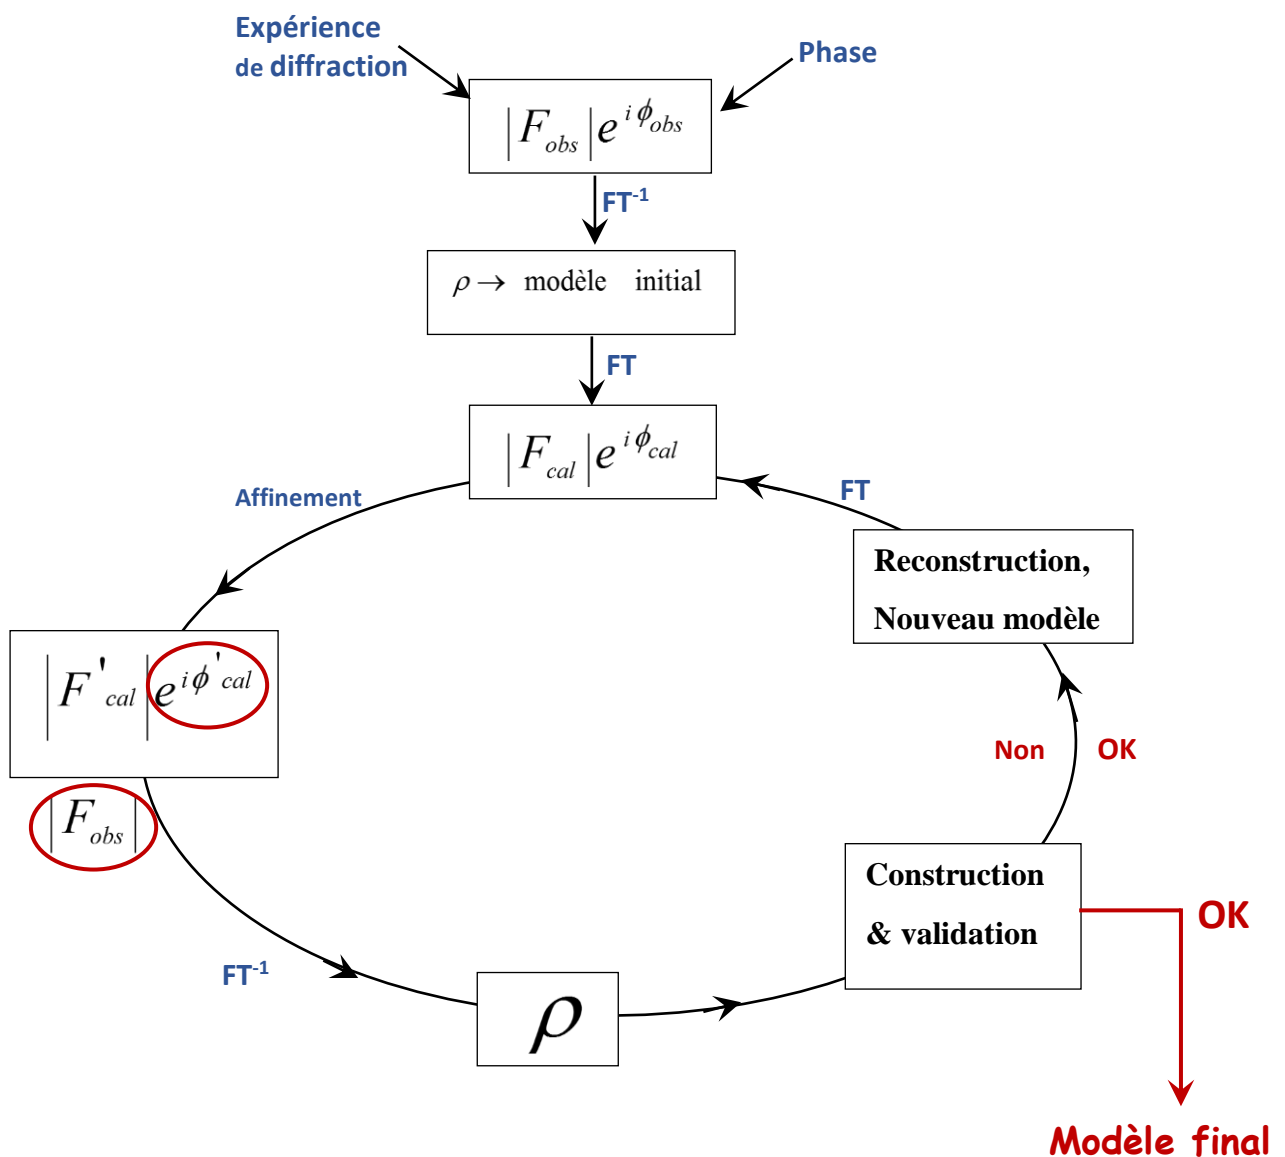 Expérience
de diffraction
Phase
|F_obs| e^{iϕ_obs}
FT^{-1}
ρ → modèle initial
FT
|F_cal| e^{iϕ_cal}
Affinement
FT
Reconstruction,
Nouveau modèle
|F'_cal| e^{iϕ'_cal}
Non OK
|F_obs|
Construction
& validation
OK
FT^{-1}
ρ
Modèle final